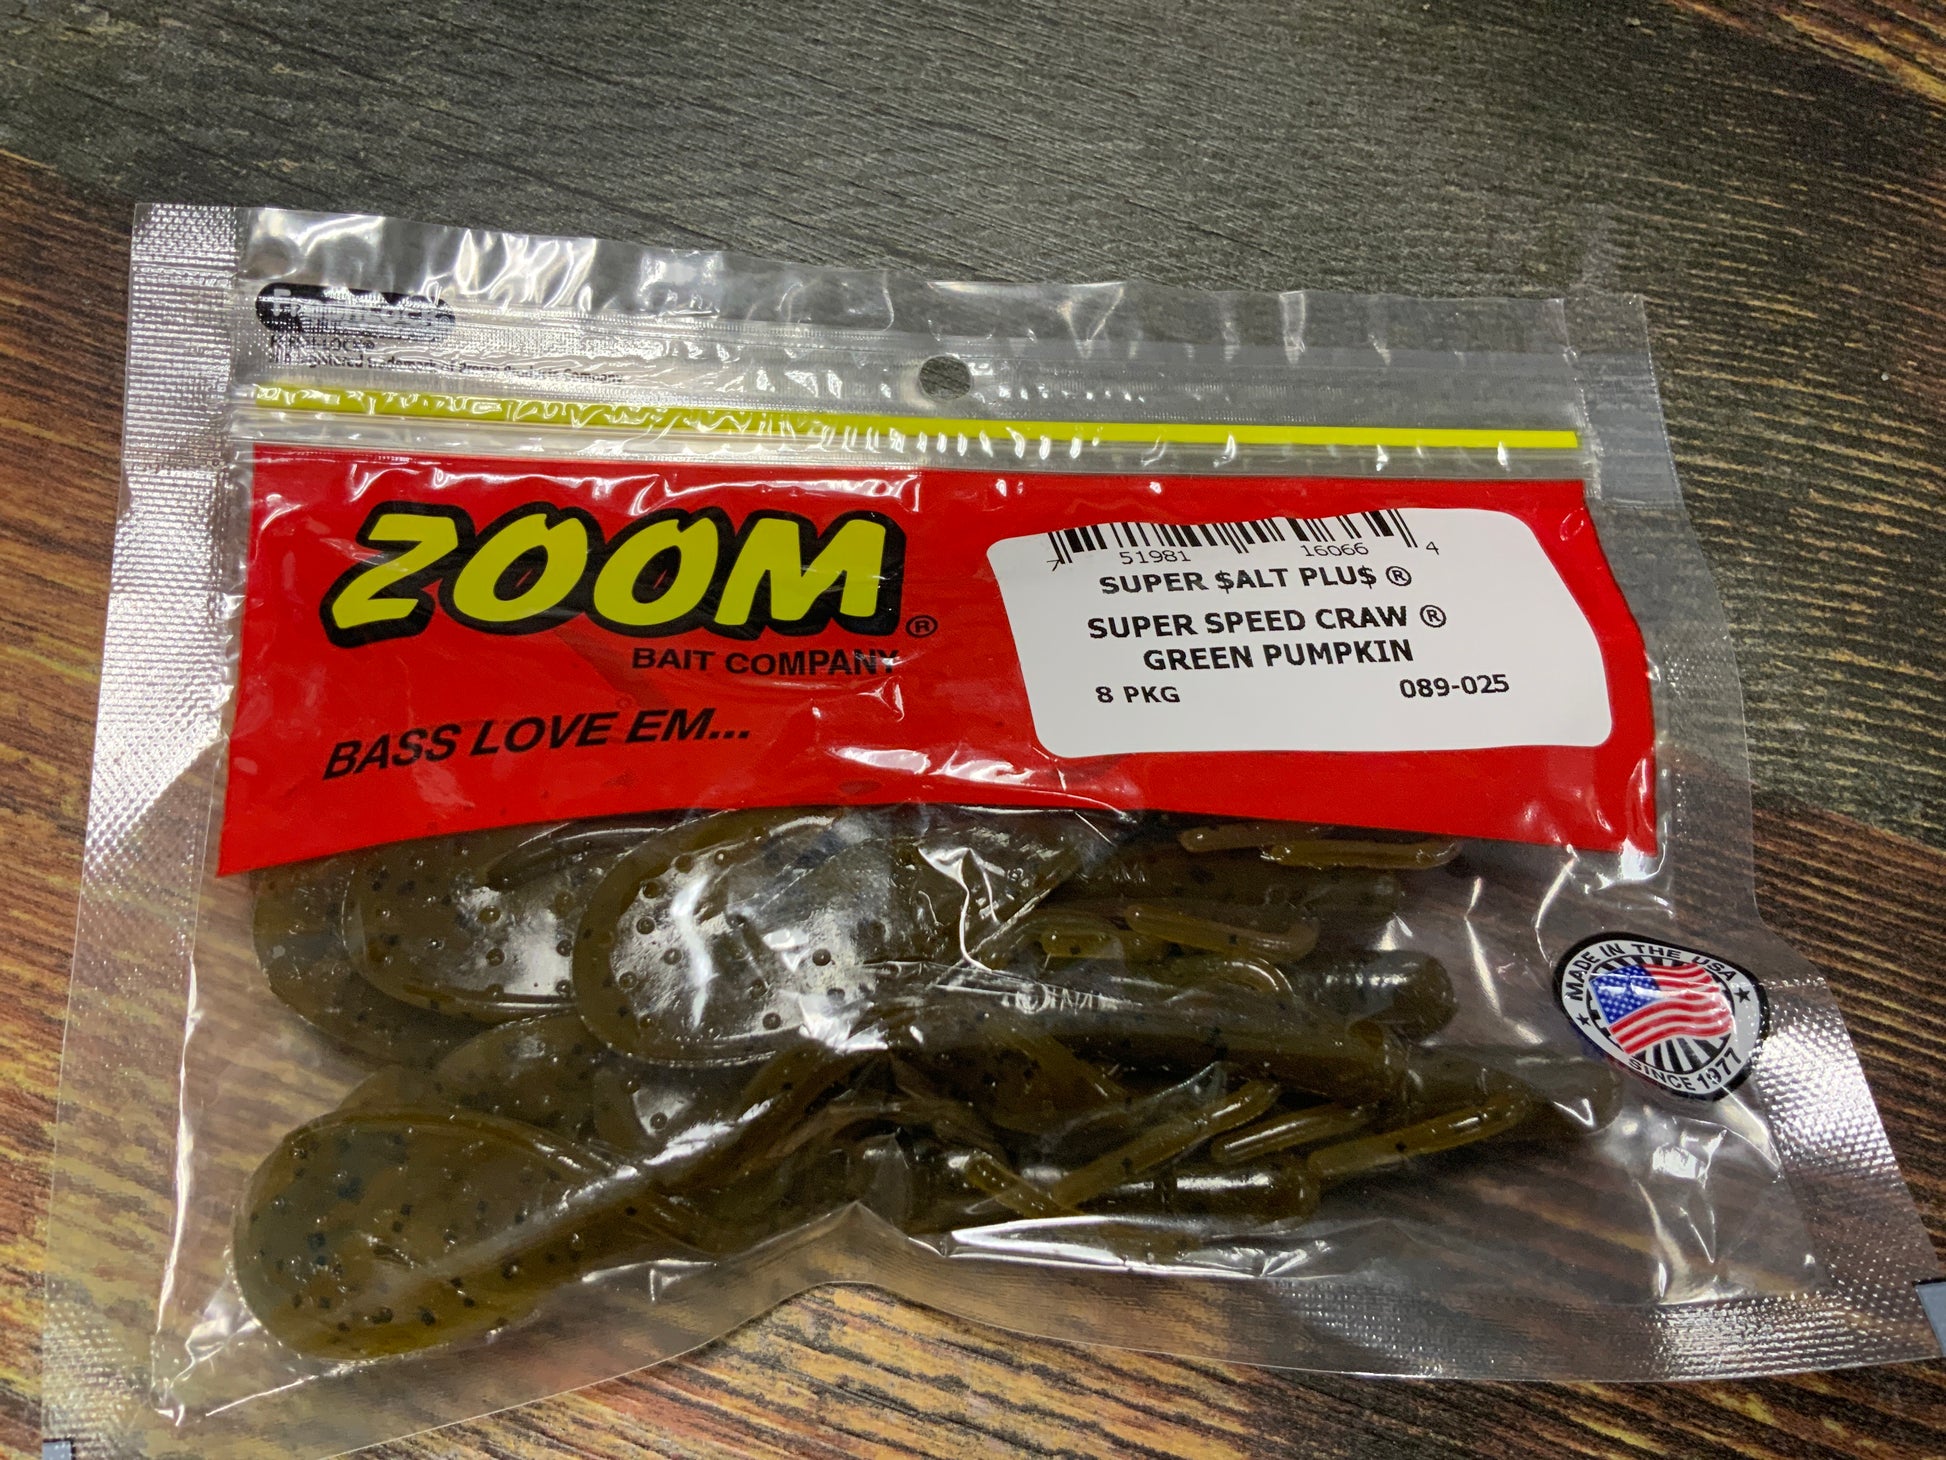 ZOOM®
BAIT COMPANY
BASS LOVE EM...
7 51981 16066 4
SUPER $ALT PLU$ ®
SUPER SPEED CRAW ®
GREEN PUMPKIN
8 PKG 089-025
MADE IN THE USA
SINCE 1977